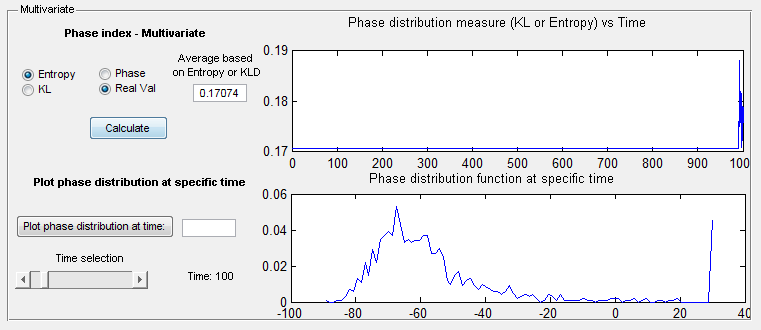 Multivariate
Phase index - Multivariate
Entropy
Phase
KL
Real Val
Average based
on Entropy or KLD
0.17074
Calculate
Phase distribution measure (KL or Entropy) vs Time
0.19
0.18
0.17
0 100 200 300 400 500 600 700 800 900 1000
Plot phase distribution at specific time
Plot phase distribution at time:
Time selection
Time: 100
Phase distribution function at specific time
0.06
0.04
0.02
0
-100 -80 -60 -40 -20 0 20 40